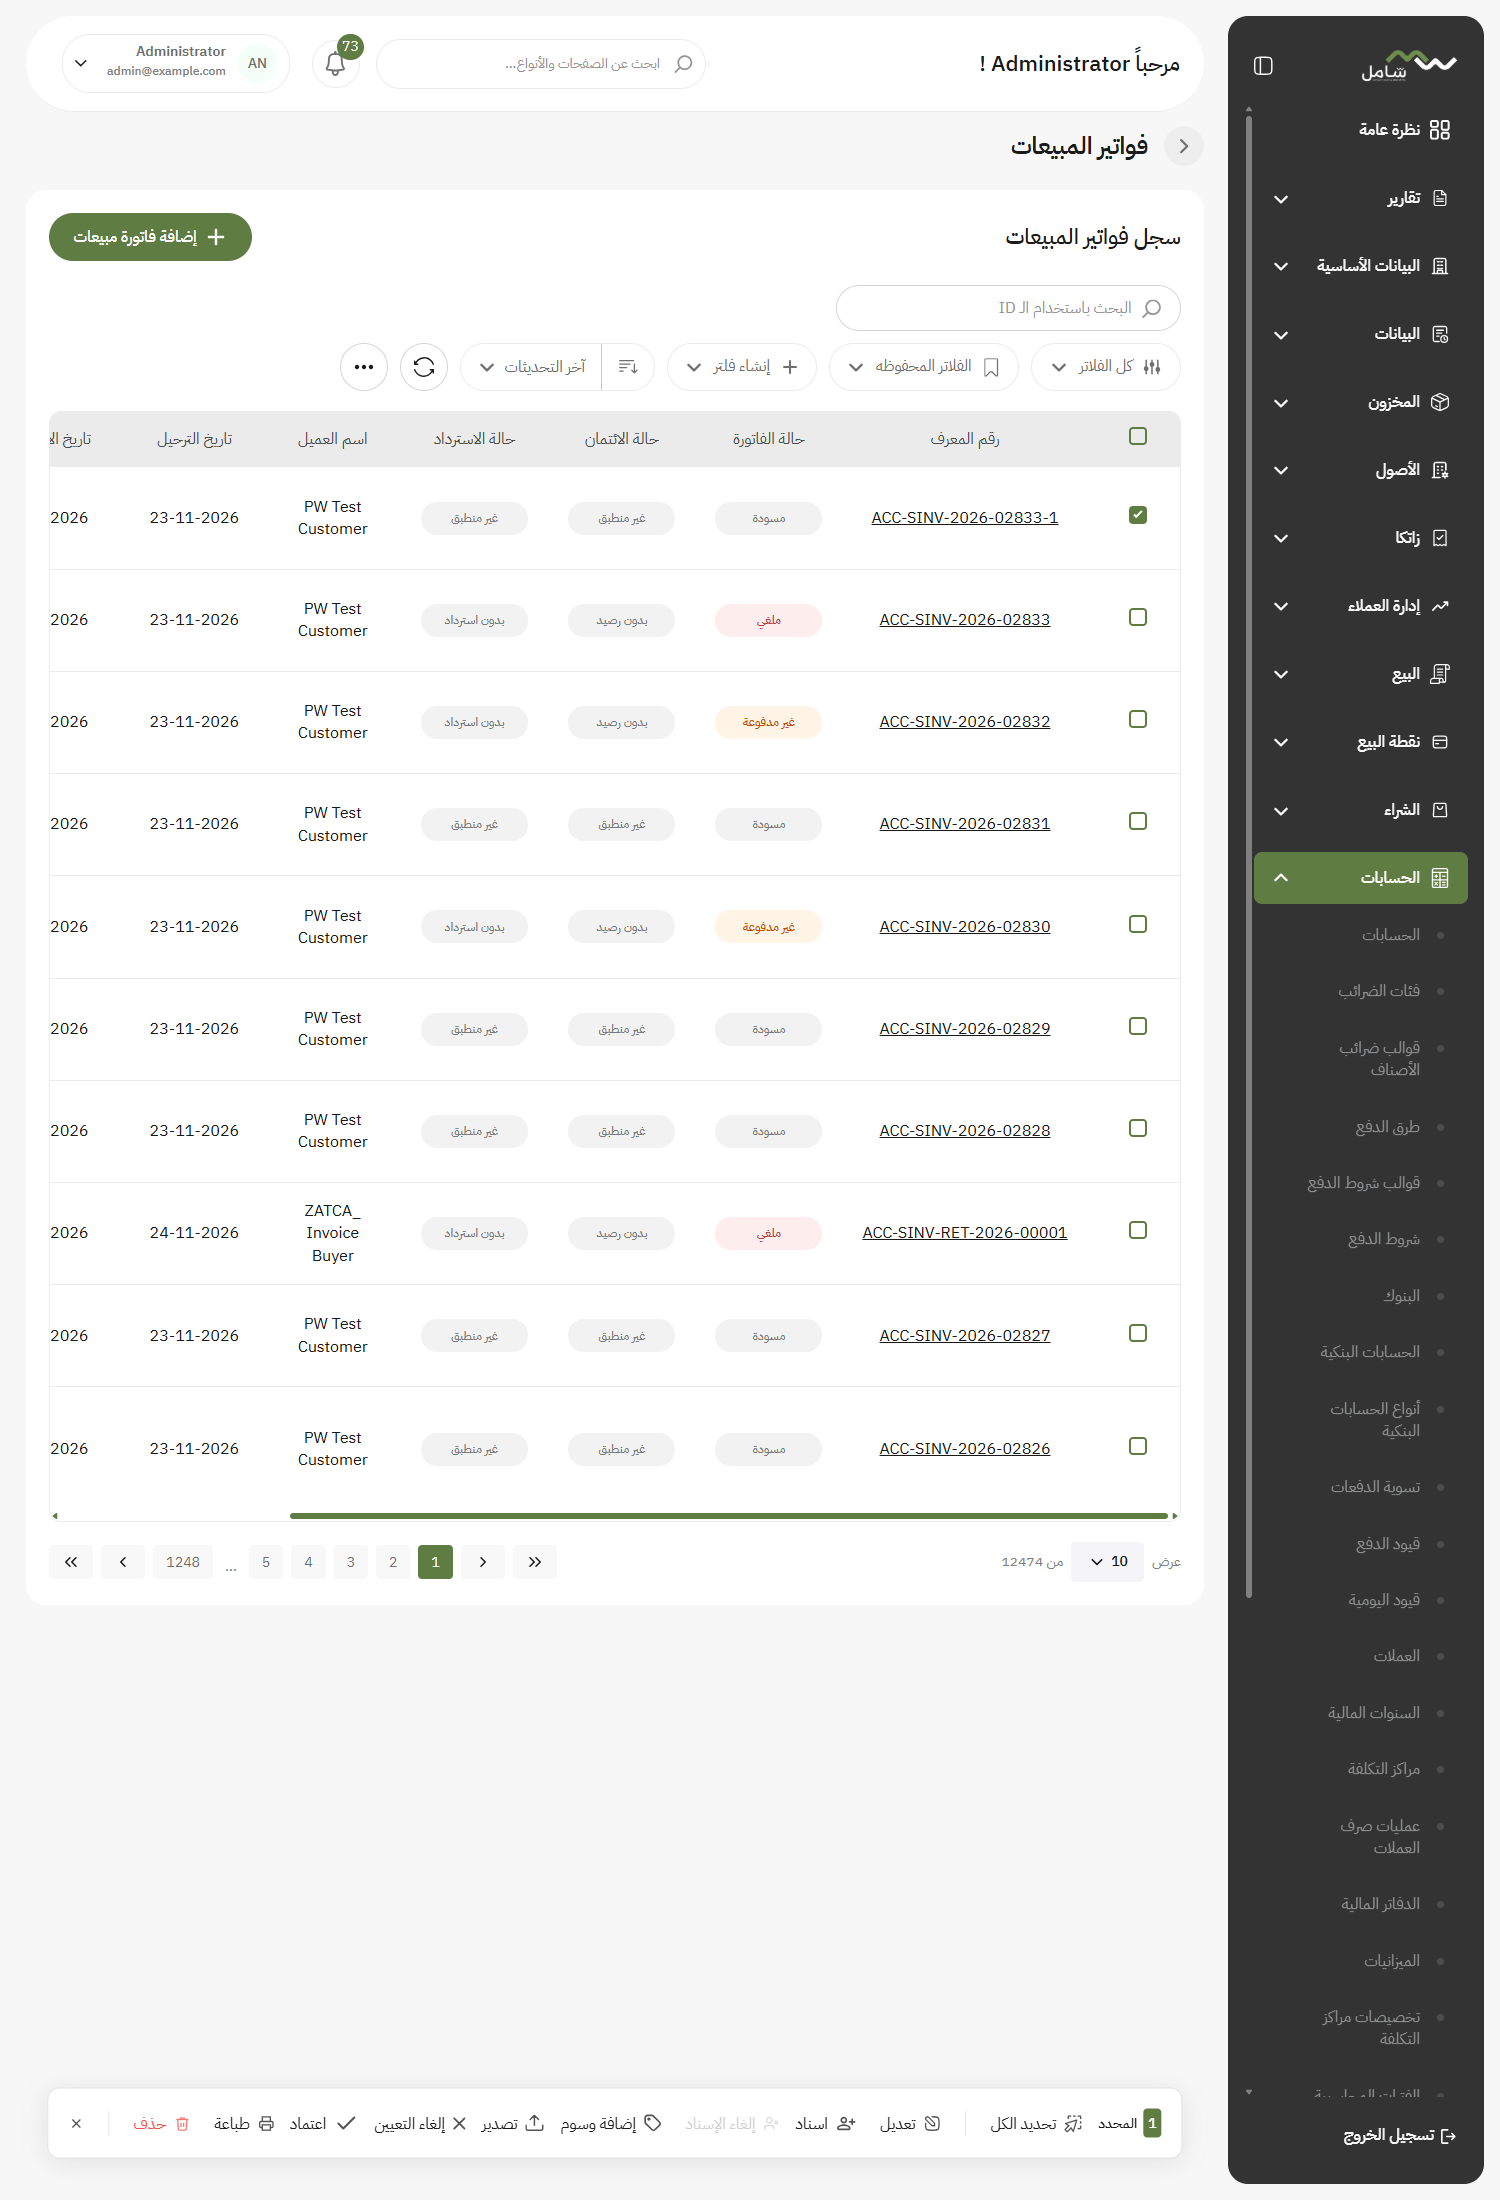 شامل
نظرة عامة
تقارير
البيانات الأساسية
البيانات
المخزون
الأصول
زاتكا
إدارة العملاء
البيع
نقطة البيع
الشراء
الحسابات
الحسابات
فئات الضرائب
قوالب ضرائب
الأصناف
طرق الدفع
قوالب شروط الدفع
شروط الدفع
البنوك
الحسابات البنكية
أنواع الحسابات
البنكية
تسوية الدفعات
قيود الدفع
قيود اليومية
العملات
السنوات المالية
مراكز التكلفة
عمليات صرف
العملات
الدفاتر المالية
الميزانيات
تخصيصات مراكز
التكلفة
تسجيل الخروج
مرحباً Administrator !
ابحث عن الصفحات والأنواع...
73
AN
Administrator
admin@example.com
فواتير المبيعات
سجل فواتير المبيعات
إضافة فاتورة مبيعات
البحث باستخدام الـ ID
كل الفلاتر
الفلاتر المحفوظه
إنشاء فلتر
آخر التحديثات
رقم المعرف حالة الفاتورة حالة الائتمان حالة الاسترداد اسم العميل تاريخ الترحيل تاريخ الا
ACC-SINV-2026-02833-1 مسودة غير منطبق غير منطبق PW Test Customer 23-11-2026 2026
ACC-SINV-2026-02833 ملغي بدون رصيد بدون استرداد PW Test Customer 23-11-2026 2026
ACC-SINV-2026-02832 غير مدفوعة بدون رصيد بدون استرداد PW Test Customer 23-11-2026 2026
ACC-SINV-2026-02831 مسودة غير منطبق غير منطبق PW Test Customer 23-11-2026 2026
ACC-SINV-2026-02830 غير مدفوعة بدون رصيد بدون استرداد PW Test Customer 23-11-2026 2026
ACC-SINV-2026-02829 مسودة غير منطبق غير منطبق PW Test Customer 23-11-2026 2026
ACC-SINV-2026-02828 مسودة غير منطبق غير منطبق PW Test Customer 23-11-2026 2026
ACC-SINV-RET-2026-00001 ملغي بدون رصيد بدون استرداد ZATCA_ Invoice Buyer 24-11-2026 2026
ACC-SINV-2026-02827 مسودة غير منطبق غير منطبق PW Test Customer 23-11-2026 2026
ACC-SINV-2026-02826 مسودة غير منطبق غير منطبق PW Test Customer 23-11-2026 2026
عرض 10 من 12474
1 2 3 4 5 ... 1248
1 المحدد تحديد الكل تعديل اسناد إلغاء الإسناد إضافة وسوم تصدير إلغاء التعيين اعتماد طباعة حذف